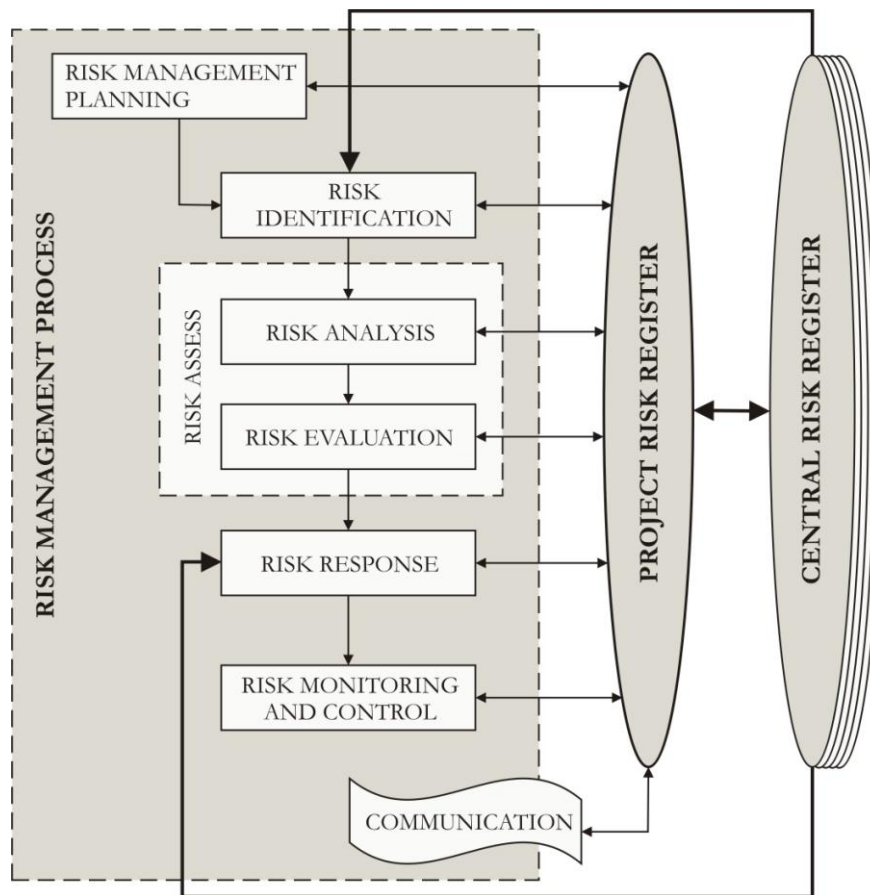 RISK MANAGEMENT
PLANNING
RISK
IDENTIFICATION
RISK ANALYSIS
RISK EVALUATION
RISK ASSESS
RISK RESPONSE
RISK MONITORING
AND CONTROL
COMMUNICATION
RISK MANAGEMENT PROCESS
PROJECT RISK REGISTER
CENTRAL RISK REGISTER